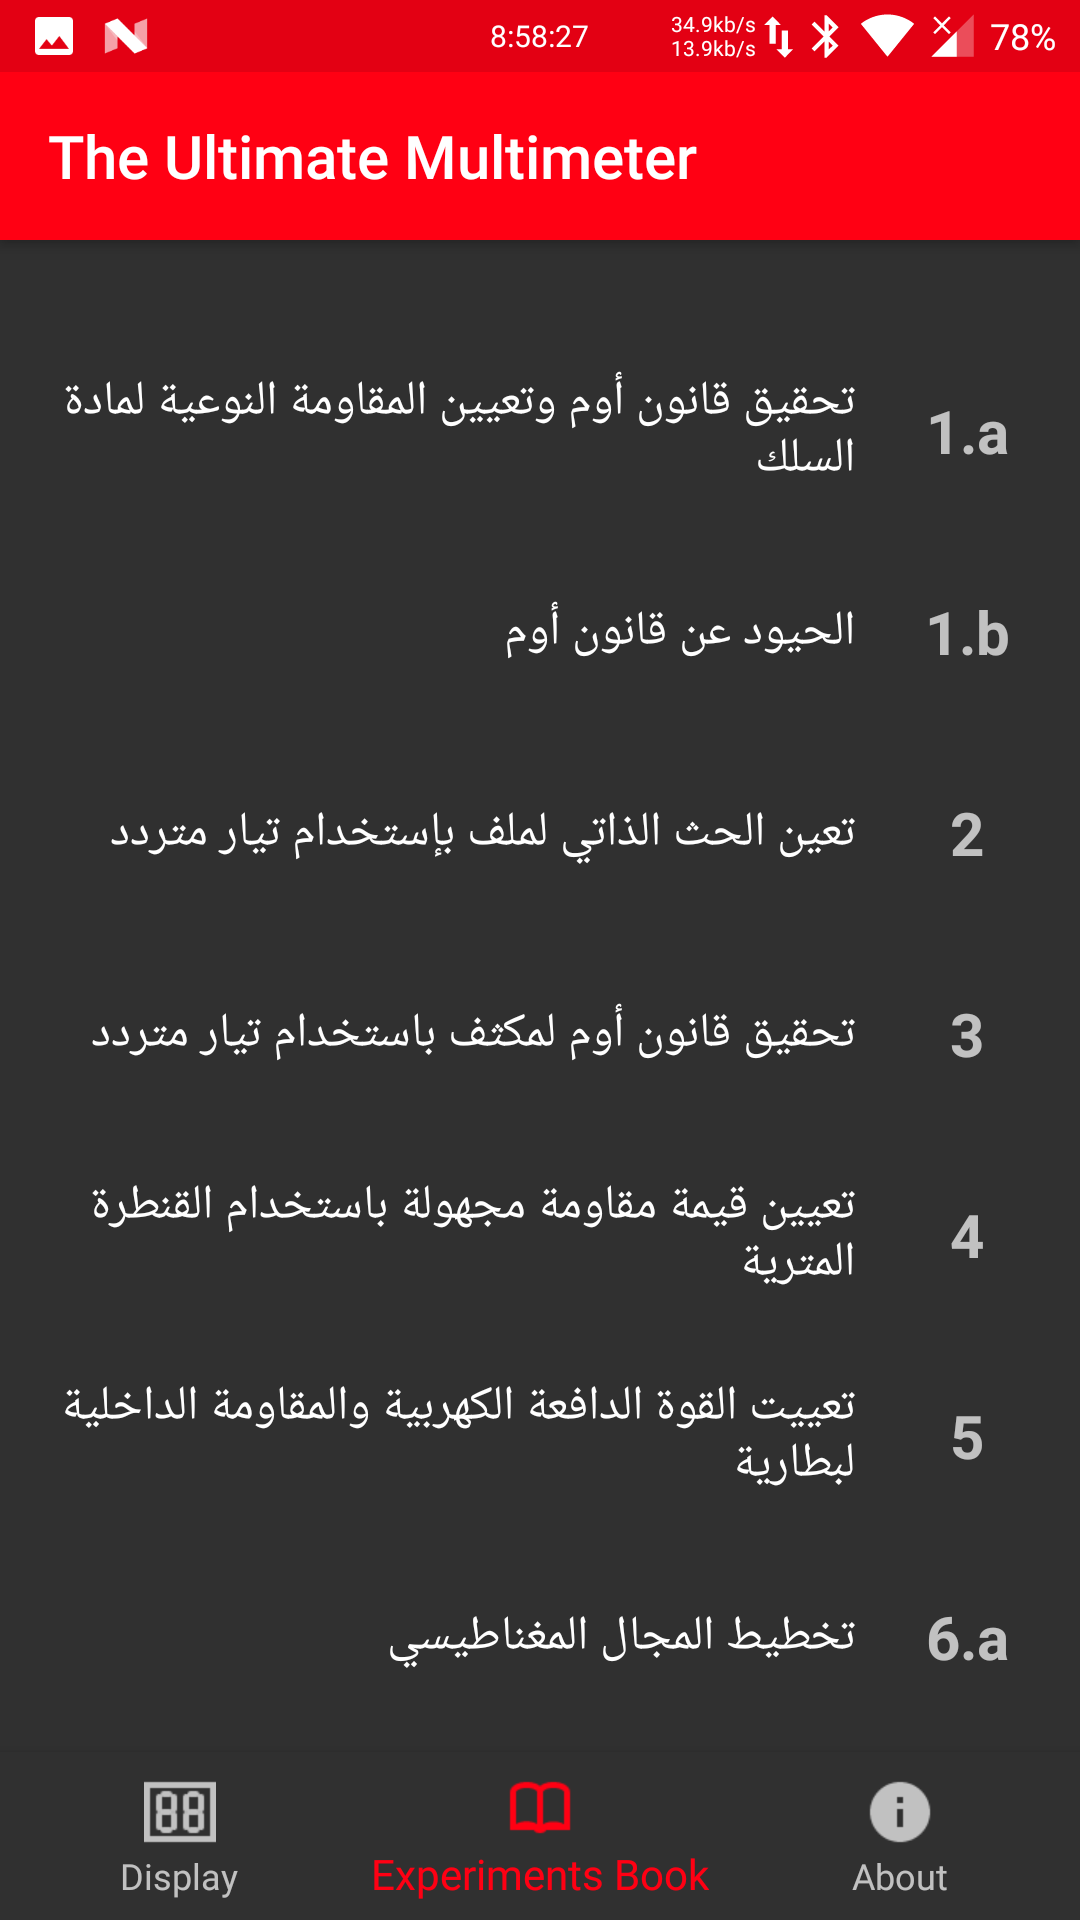 8:58:27
34.9kb/s
13.9kb/s
78%
The Ultimate Multimeter
1.a
تحقيق قانون أوم وتعيين المقاومة النوعية لمادة
السلك
1.b
الحيود عن قانون أوم
2
تعين الحث الذاتي لملف بإستخدام تيار متردد
3
تحقيق قانون أوم لمكثف باستخدام تيار متردد
4
تعيين قيمة مقاومة مجهولة باستخدام القنطرة
المترية
5
تعييت القوة الدافعة الكهربية والمقاومة الداخلية
لبطارية
6.a
تخطيط المجال المغناطيسي
88
Display
Experiments Book
About